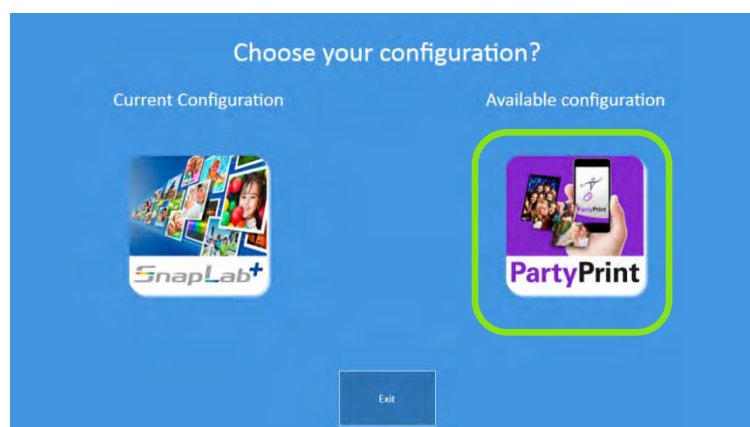 Choose your configuration?
Current Configuration
Available configuration
SnapLab+
PartyPrint
PartyPrint
Exit